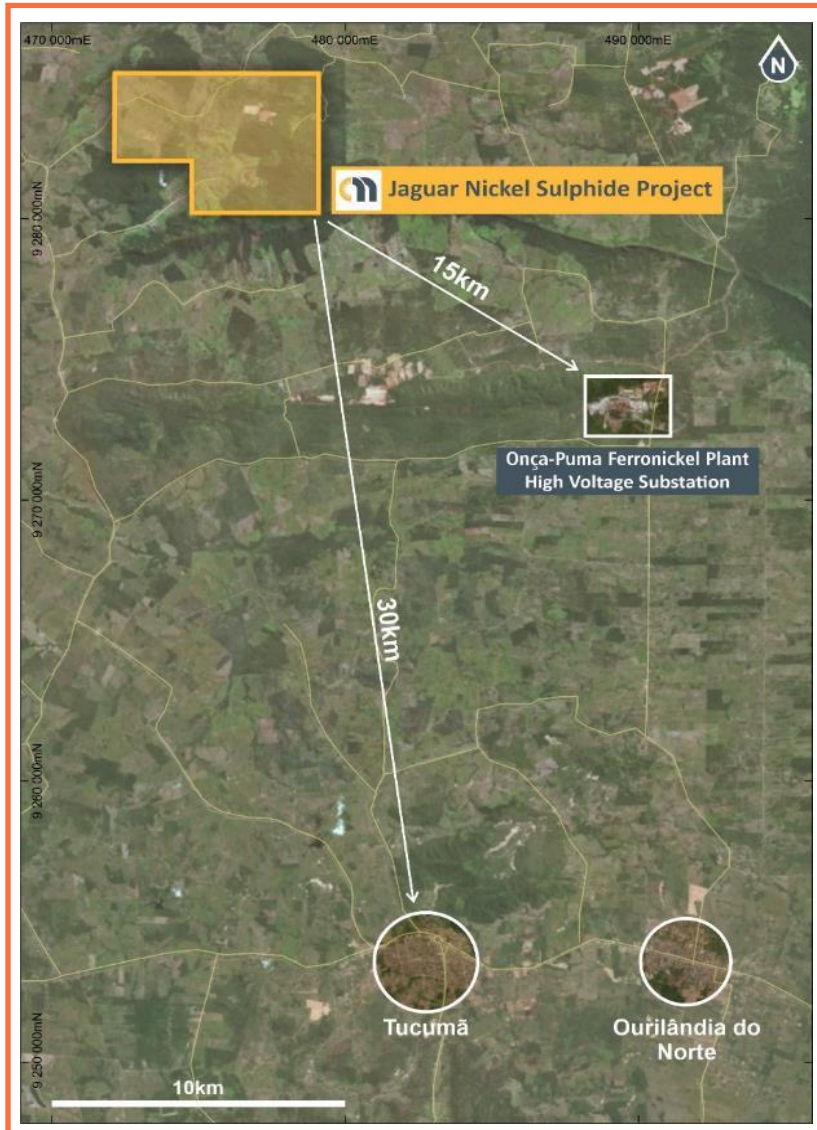 470 000mE
480 000mE
490 000mE
N
Jaguar Nickel Sulphide Project
9 280 000mN
15km
Onça-Puma Ferronickel Plant
High Voltage Substation
9 270 000mN
30km
9 260 000mN
Tucumã
Ourilândia do
Norte
9 250 000mN
10km